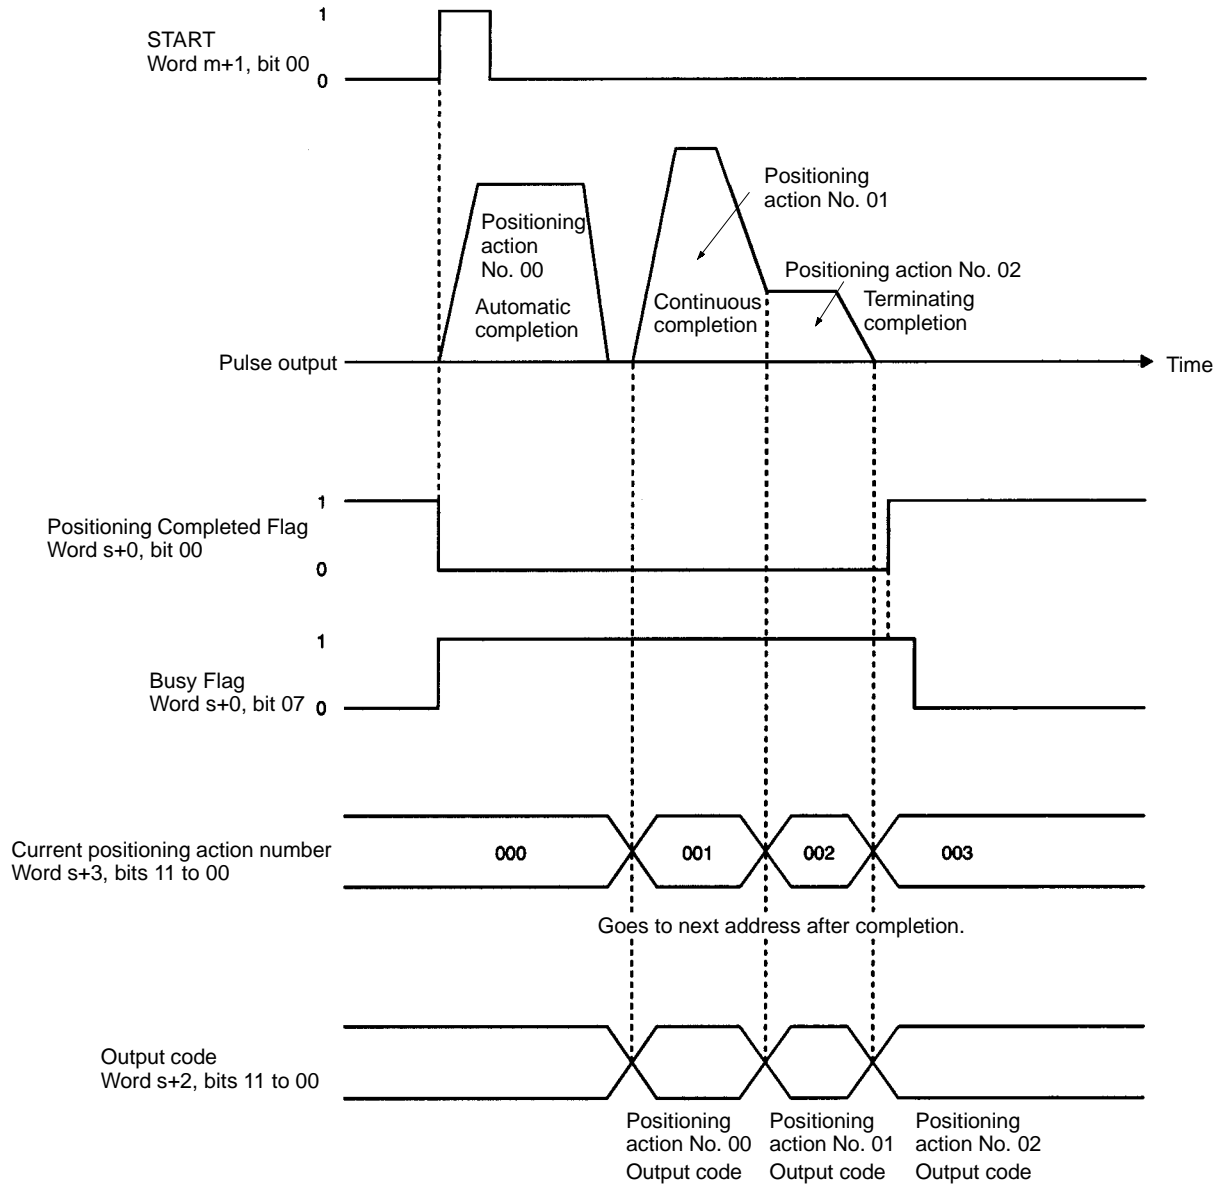 1
START
Word m+1, bit 00
0
Positioning
action No. 01
Positioning
action
No. 00
Positioning action No. 02
Automatic
completion
Continuous
completion
Terminating
completion
Pulse output
Time
1
Positioning Completed Flag
Word s+0, bit 00
0
1
Busy Flag
Word s+0, bit 07
0
Current positioning action number
Word s+3, bits 11 to 00
000
001
002
003
Goes to next address after completion.
Output code
Word s+2, bits 11 to 00
Positioning
action No. 00
Output code
Positioning
action No. 01
Output code
Positioning
action No. 02
Output code